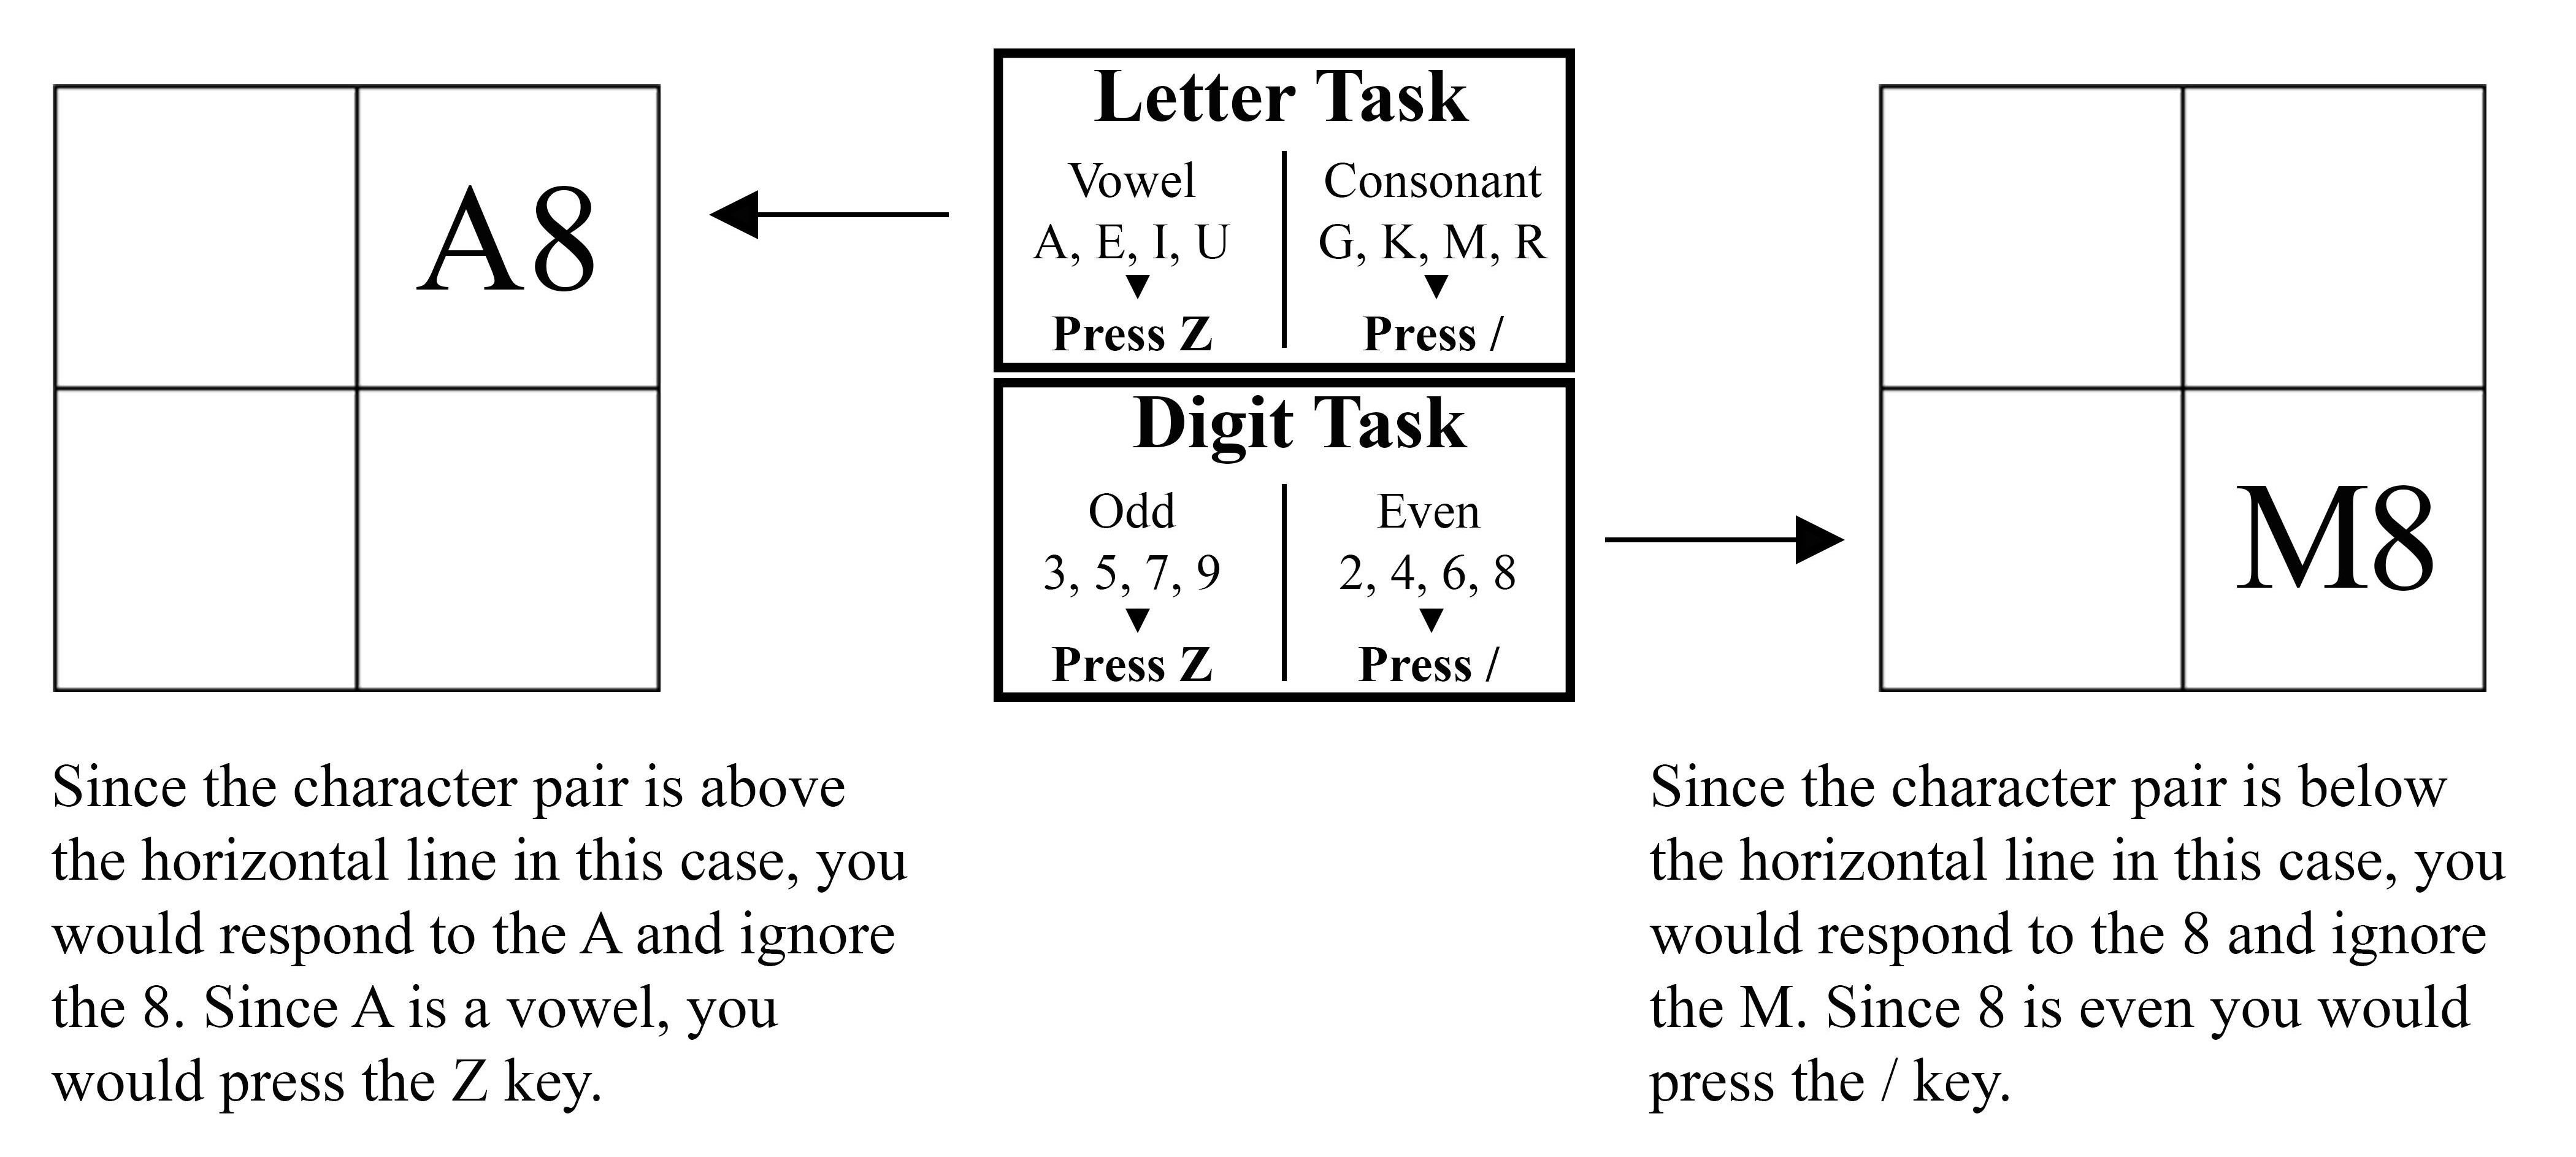 A8
Letter Task
Vowel
A, E, I, U
Press Z
Consonant
G, K, M, R
Press /
Digit Task
Odd
3, 5, 7, 9
Press Z
Even
2, 4, 6, 8
Press /
M8
Since the character pair is above
the horizontal line in this case, you
would respond to the A and ignore
the 8. Since A is a vowel, you
would press the Z key.
Since the character pair is below
the horizontal line in this case, you
would respond to the 8 and ignore
the M. Since 8 is even you would
press the / key.